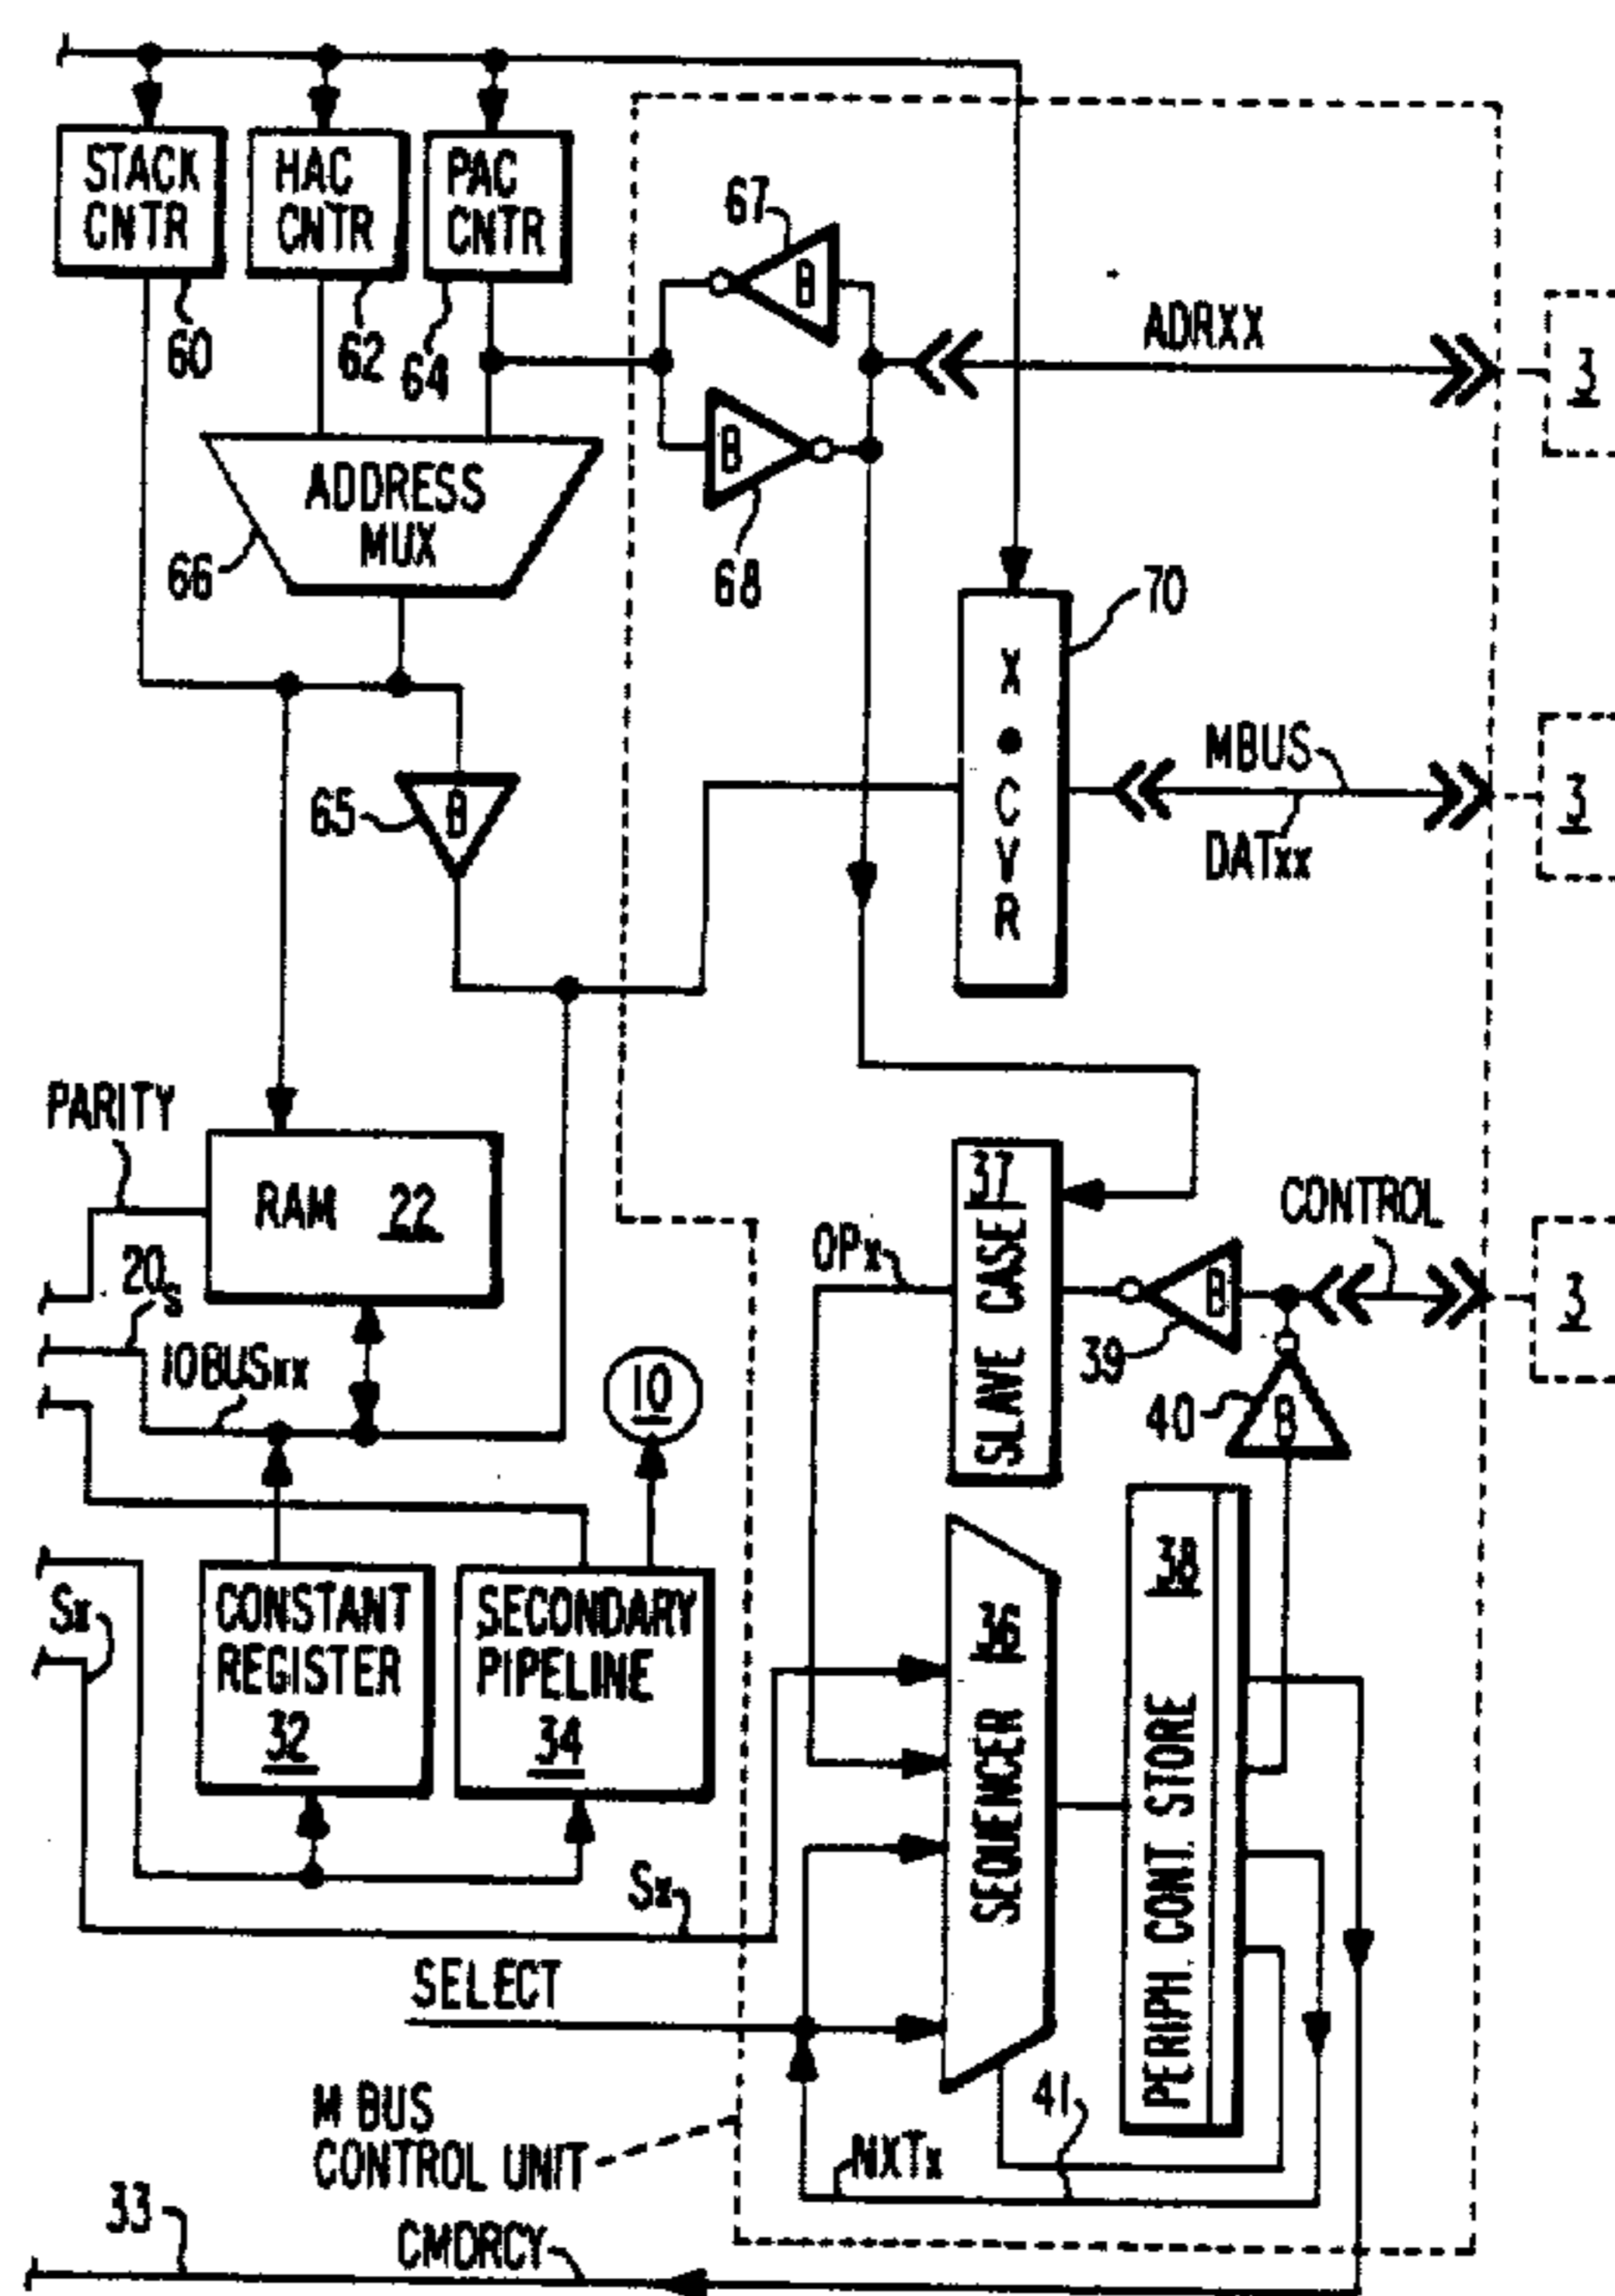 STACK
CNTR
HAC
CNTR
PAC
CNTR
60
62
64
67
B
B
68
ADRXX
3
ADDRESS
MUX
66
70
X
•
C
V
R
65
B
MBUS
DATxx
3
PARITY
RAM 22
20s
IOBUSxx
10
37
SLAVE CASE
OPx
B
39
CONTROL
3
40
B
Sx
CONSTANT
REGISTER
32
SECONDARY
PIPELINE
34
36
SEQUENCER
38
PERIPH. CONT. STORE
Sx
SELECT
M BUS
CONTROL UNIT
41
NXTx
33
CMDRCY